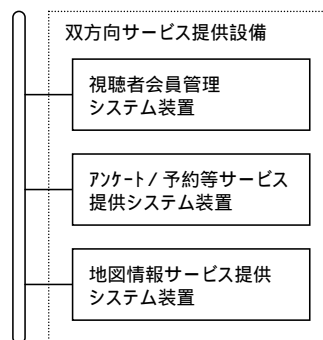 双方向サービス提供設備
視聴者会員管理
システム装置
ｱﾝｹｰﾄ / 予約等サービス
提供システム装置
地図情報サービス提供
システム装置